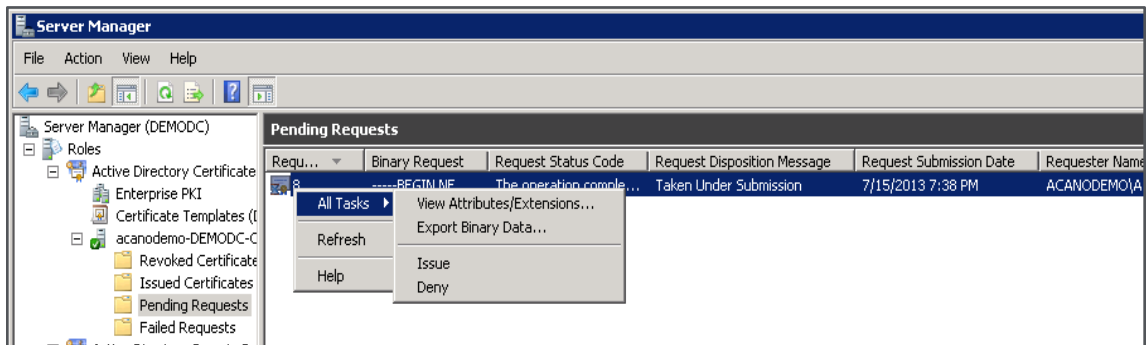 Server Manager
File Action View Help
Server Manager (DEMODC)
Roles
Active Directory Certificate
Enterprise PKI
Certificate Templates (
acanodemo-DEMODC-C
Revoked Certificate
Issued Certificates
Pending Requests
Failed Requests
Pending Requests
Requ... Binary Request Request Status Code Request Disposition Message Request Submission Date Requester Name
8 -----BEGIN NE... The operation comple... Taken Under Submission 7/15/2013 7:38 PM ACANODEMO\A
All Tasks
Refresh
Help
View Attributes/Extensions...
Export Binary Data...
Issue
Deny